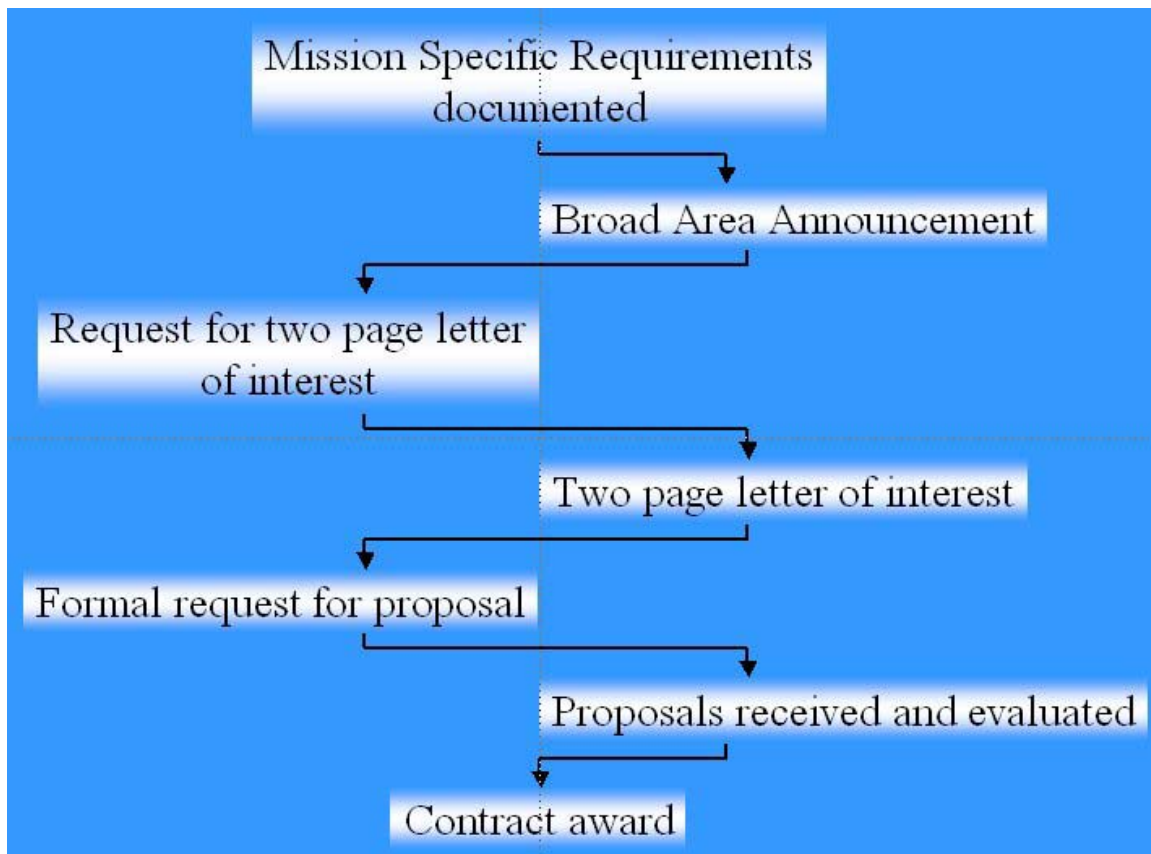 Mission Specific Requirements
documented
Broad Area Announcement
Request for two page letter
of interest
Two page letter of interest
Formal request for proposal
Proposals received and evaluated
Contract award